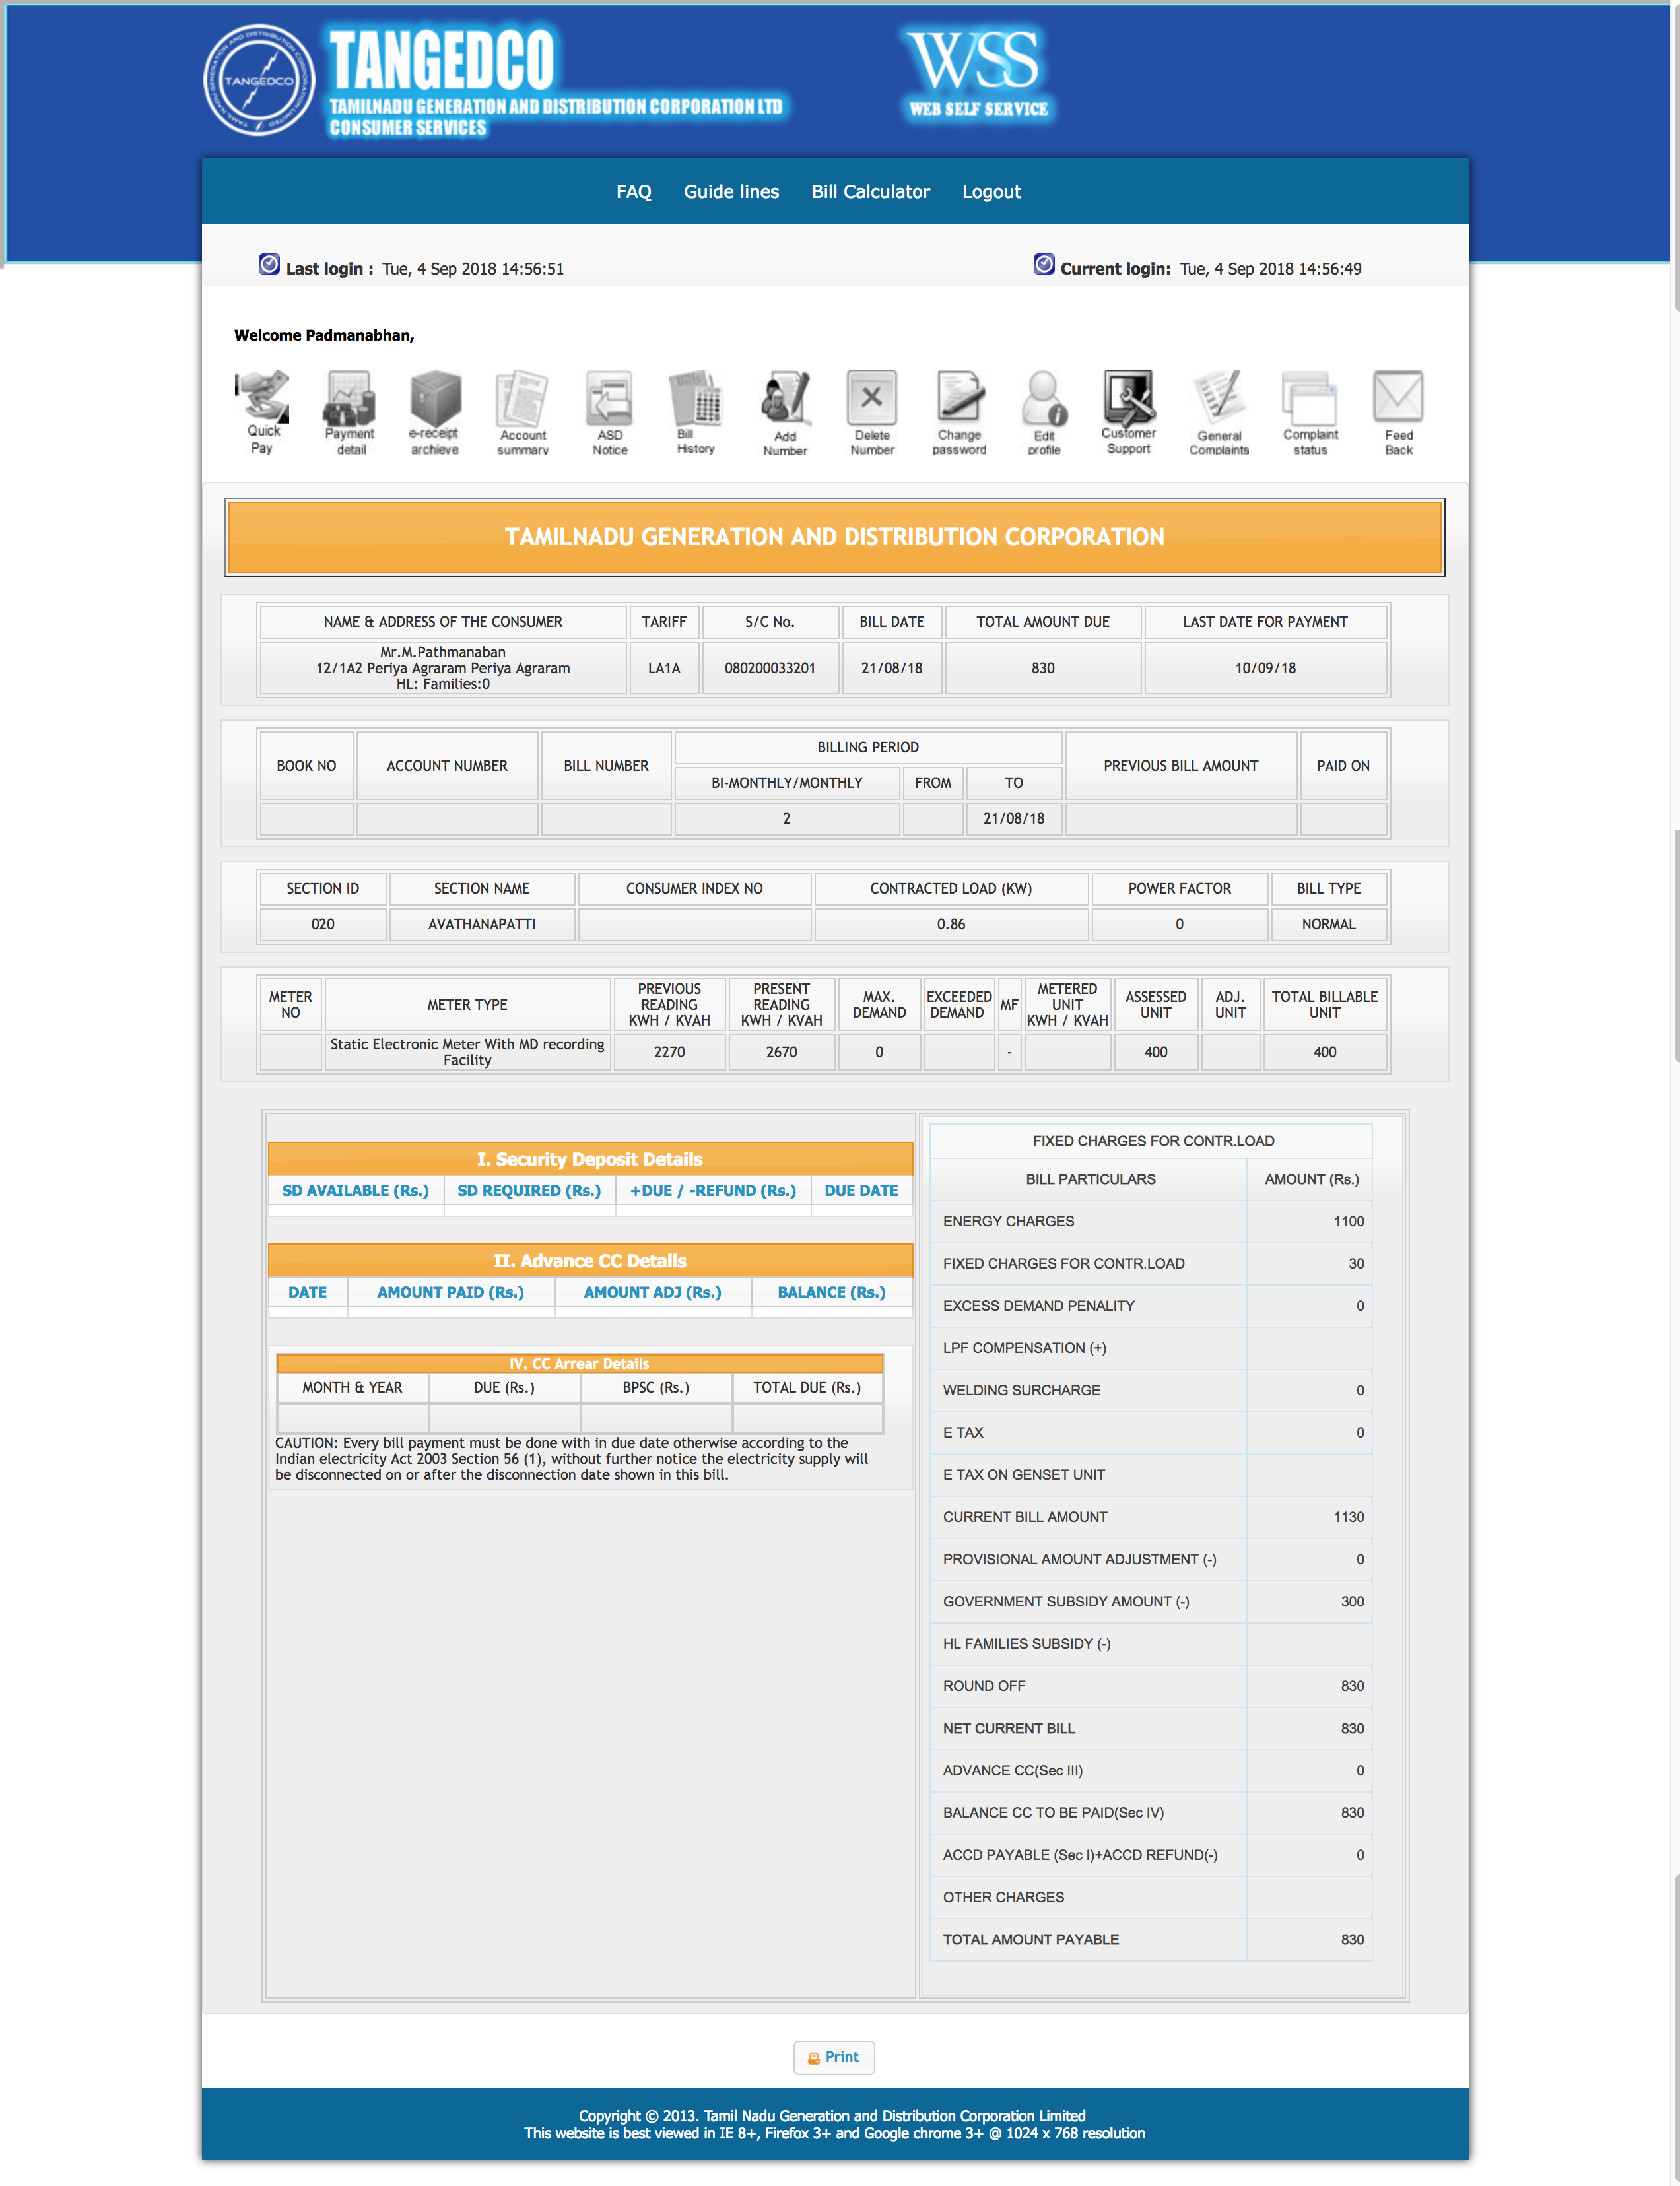 TANGEDCO
TANGEDCO
TAMILNADU GENERATION AND DISTRIBUTION CORPORATION LTD
CONSUMER SERVICES
WSS
WEB SELF SERVICE
FAQ Guide lines Bill Calculator Logout
Last login : Tue, 4 Sep 2018 14:56:51 Current login: Tue, 4 Sep 2018 14:56:49
Welcome Padmanabhan,
Quick Pay
Payment detail
e-receipt archieve
Account summary
ASD Notice
Bill History
Add Number
Delete Number
Change password
Edit profile
Customer Support
General Complaints
Complaint status
Feed Back
TAMILNADU GENERATION AND DISTRIBUTION CORPORATION
NAME & ADDRESS OF THE CONSUMER TARIFF S/C No. BILL DATE TOTAL AMOUNT DUE LAST DATE FOR PAYMENT
Mr.M.Pathmanaban
12/1A2 Periya Agraram Periya Agraram
HL: Families:0
LA1A 080200033201 21/08/18 830 10/09/18
BOOK NO ACCOUNT NUMBER BILL NUMBER BILLING PERIOD PREVIOUS BILL AMOUNT PAID ON
BI-MONTHLY/MONTHLY FROM TO
2 21/08/18
SECTION ID SECTION NAME CONSUMER INDEX NO CONTRACTED LOAD (KW) POWER FACTOR BILL TYPE
020 AVATHANAPATTI 0.86 0 NORMAL
METER NO
METER TYPE
PREVIOUS READING KWH / KVAH
PRESENT READING KWH / KVAH
MAX. DEMAND
EXCEEDED DEMAND
MF
METERED UNIT KWH / KVAH
ASSESSED UNIT
ADJ. UNIT
TOTAL BILLABLE UNIT
Static Electronic Meter With MD recording
Facility
2270 2670 0 - 400 400
I. Security Deposit Details
SD AVAILABLE (Rs.) SD REQUIRED (Rs.) +DUE / -REFUND (Rs.) DUE DATE
II. Advance CC Details
DATE AMOUNT PAID (Rs.) AMOUNT ADJ (Rs.) BALANCE (Rs.)
IV. CC Arrear Details
MONTH & YEAR DUE (Rs.) BPSC (Rs.) TOTAL DUE (Rs.)
CAUTION: Every bill payment must be done with in due date otherwise according to the
Indian electricity Act 2003 Section 56 (1), without further notice the electricity supply will
be disconnected on or after the disconnection date shown in this bill.
FIXED CHARGES FOR CONTR.LOAD
BILL PARTICULARS AMOUNT (Rs.)
ENERGY CHARGES 1100
FIXED CHARGES FOR CONTR.LOAD 30
EXCESS DEMAND PENALITY 0
LPF COMPENSATION (+)
WELDING SURCHARGE 0
E TAX 0
E TAX ON GENSET UNIT
CURRENT BILL AMOUNT 1130
PROVISIONAL AMOUNT ADJUSTMENT (-) 0
GOVERNMENT SUBSIDY AMOUNT (-) 300
HL FAMILIES SUBSIDY (-)
ROUND OFF 830
NET CURRENT BILL 830
ADVANCE CC(Sec III) 0
BALANCE CC TO BE PAID(Sec IV) 830
ACCD PAYABLE (Sec I)+ACCD REFUND(-) 0
OTHER CHARGES
TOTAL AMOUNT PAYABLE 830
Print
Copyright © 2013. Tamil Nadu Generation and Distribution Corporation Limited
This website is best viewed in IE 8+, Firefox 3+ and Google chrome 3+ @ 1024 x 768 resolution